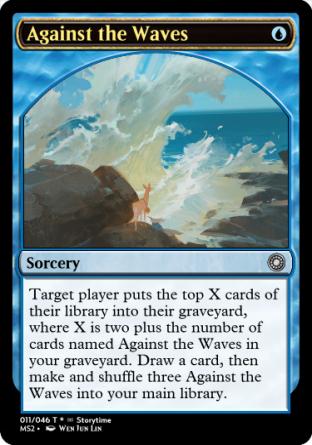 Against the Waves
Sorcery
Target player puts the top X cards of
their library into their graveyard,
where X is two plus the number of
cards named Against the Waves in
your graveyard. Draw a card, then
make and shuffle three Against the
Waves into your main library.
011/046 T * ∞ Storytime
MS2 • Wen Jun Lin